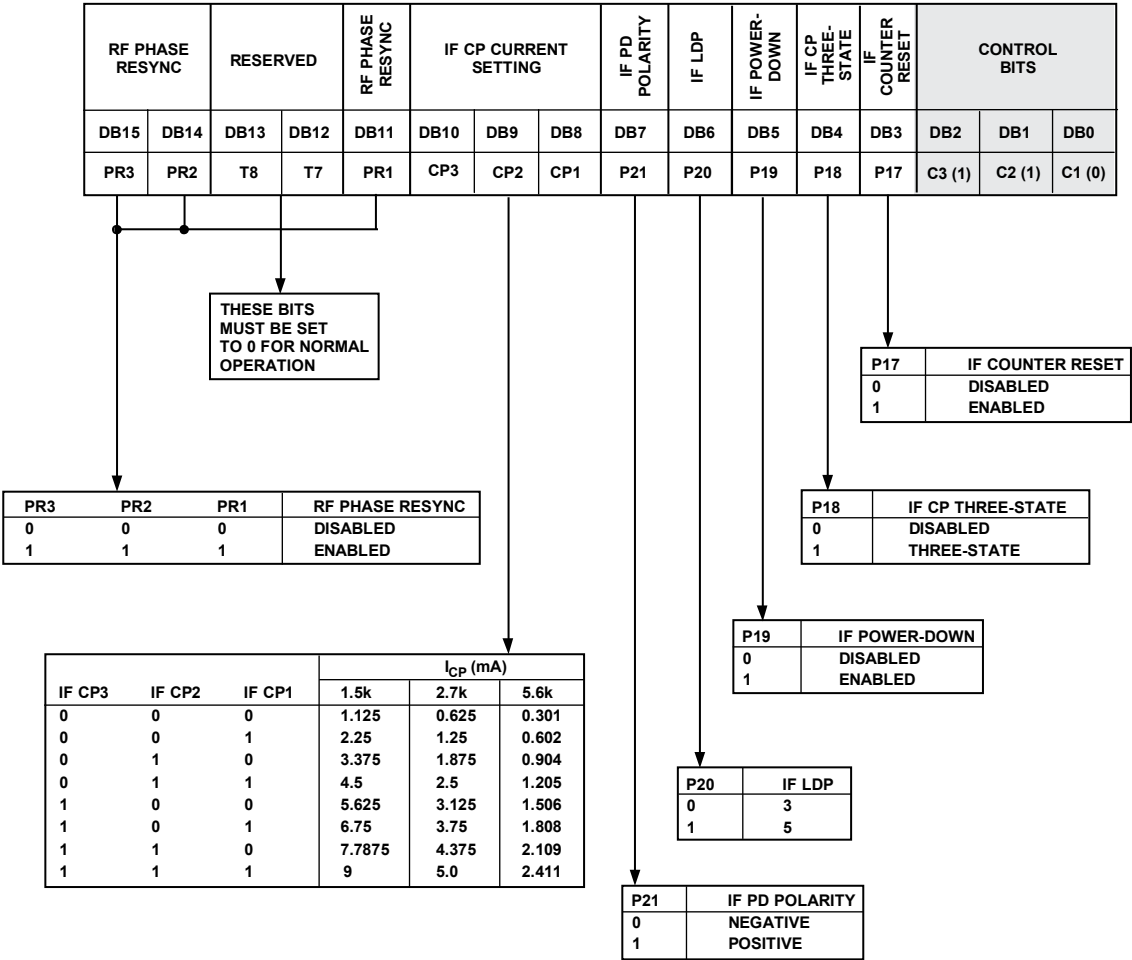 RF PHASE RESYNC
RESERVED
RF PHASE RESYNC
IF CP CURRENT SETTING
IF PD POLARITY
IF LDP
IF POWER-DOWN
IF CP THREE-STATE
IF COUNTER RESET
CONTROL BITS
DB15 DB14 DB13 DB12 DB11 DB10 DB9 DB8 DB7 DB6 DB5 DB4 DB3 DB2 DB1 DB0
PR3 PR2 T8 T7 PR1 CP3 CP2 CP1 P21 P20 P19 P18 P17 C3 (1) C2 (1) C1 (0)
THESE BITS
MUST BE SET
TO 0 FOR NORMAL
OPERATION
P17 IF COUNTER RESET
0 DISABLED
1 ENABLED
PR3 PR2 PR1 RF PHASE RESYNC
0 0 0 DISABLED
1 1 1 ENABLED
P18 IF CP THREE-STATE
0 DISABLED
1 THREE-STATE
P19 IF POWER-DOWN
0 DISABLED
1 ENABLED
ICP (mA)
IF CP3 IF CP2 IF CP1 1.5k 2.7k 5.6k
0 0 0 1.125 0.625 0.301
0 0 1 2.25 1.25 0.602
0 1 0 3.375 1.875 0.904
0 1 1 4.5 2.5 1.205
1 0 0 5.625 3.125 1.506
1 0 1 6.75 3.75 1.808
1 1 0 7.7875 4.375 2.109
1 1 1 9 5.0 2.411
P20 IF LDP
0 3
1 5
P21 IF PD POLARITY
0 NEGATIVE
1 POSITIVE